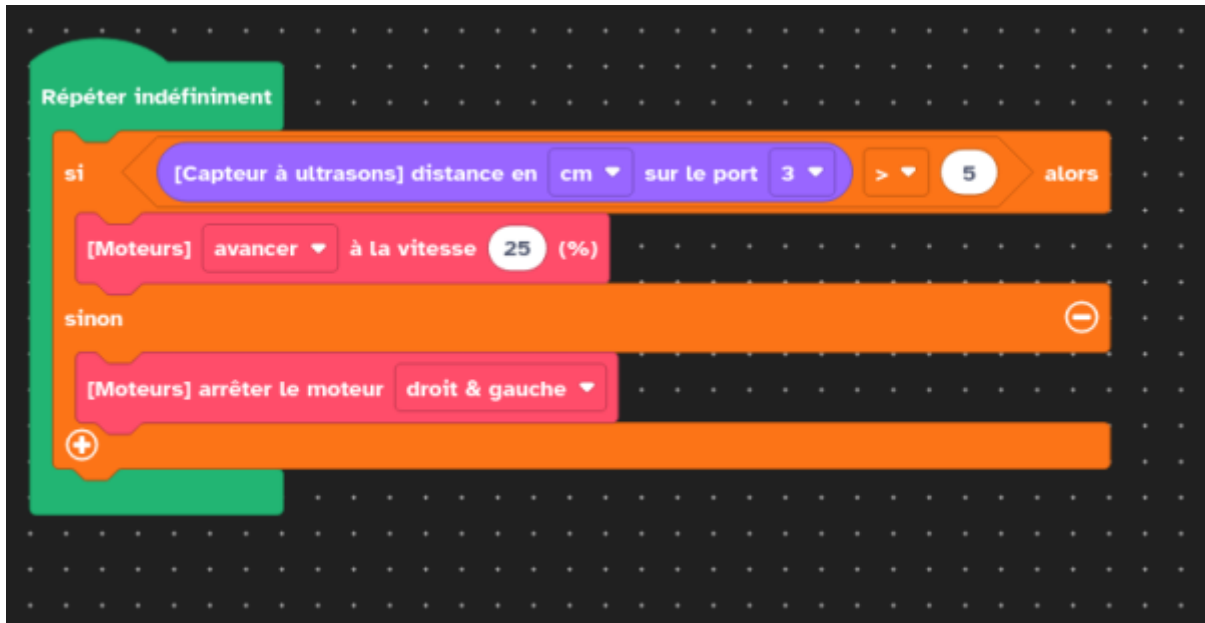 Répéter indéfiniment
si [Capteur à ultrasons] distance en cm sur le port 3 > 5 alors
[Moteurs] avancer à la vitesse 25 (%)
sinon
[Moteurs] arrêter le moteur droit & gauche